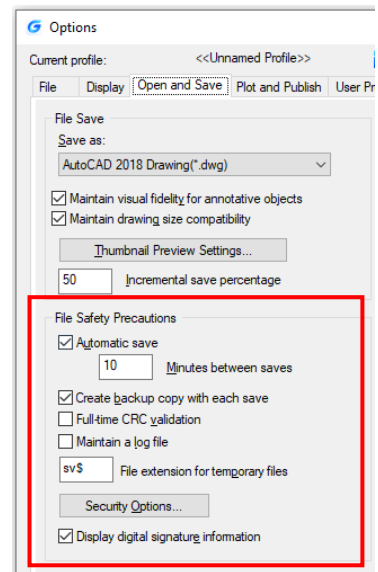 Options
Current profile: <<Unnamed Profile>>
File Display Open and Save Plot and Publish User Pr
File Save
Save as:
AutoCAD 2018 Drawing(*.dwg)
Maintain visual fidelity for annotative objects
Maintain drawing size compatibility
Thumbnail Preview Settings...
50 Incremental save percentage
File Safety Precautions
Automatic save
10 Minutes between saves
Create backup copy with each save
Full-time CRC validation
Maintain a log file
sv$ File extension for temporary files
Security Options...
Display digital signature information